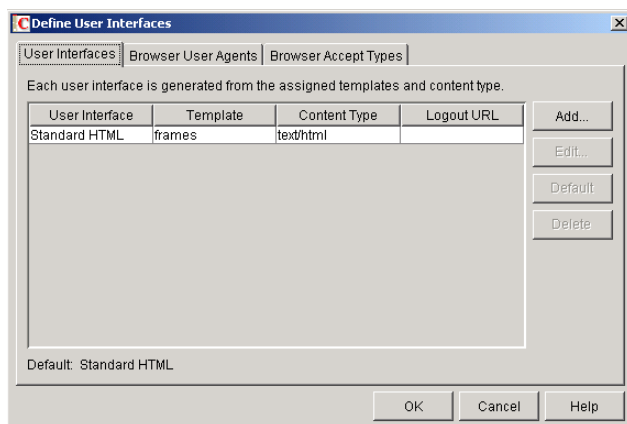 Define User Interfaces
User Interfaces Browser User Agents Browser Accept Types
Each user interface is generated from the assigned templates and content type.
User Interface Template Content Type Logout URL
Standard HTML frames text/html
Add...
Edit...
Default
Delete
Default: Standard HTML
OK Cancel Help